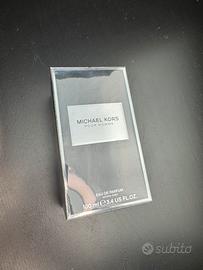 MICHAEL KORS
POUR HOMME
EAU DE PARFUM
100 ml e 3.4 US FL. OZ.
subito